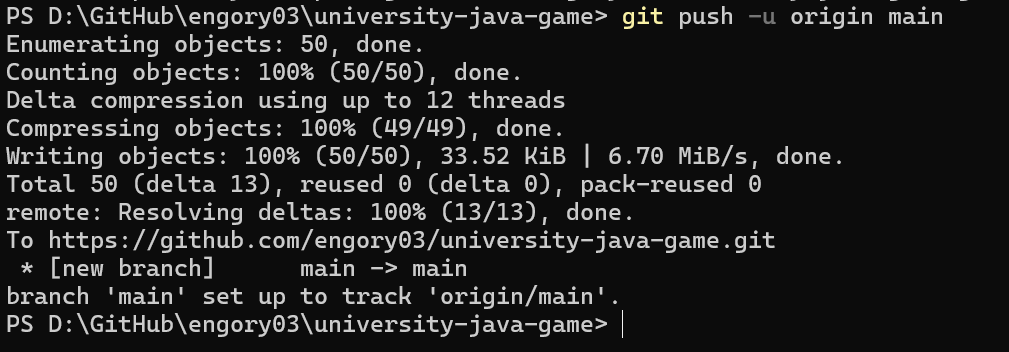 PS D:\GitHub\engory03\university-java-game> git push -u origin main
Enumerating objects: 50, done.
Counting objects: 100% (50/50), done.
Delta compression using up to 12 threads
Compressing objects: 100% (49/49), done.
Writing objects: 100% (50/50), 33.52 KiB | 6.70 MiB/s, done.
Total 50 (delta 13), reused 0 (delta 0), pack-reused 0
remote: Resolving deltas: 100% (13/13), done.
To https://github.com/engory03/university-java-game.git
 * [new branch]      main -> main
branch 'main' set up to track 'origin/main'.
PS D:\GitHub\engory03\university-java-game>